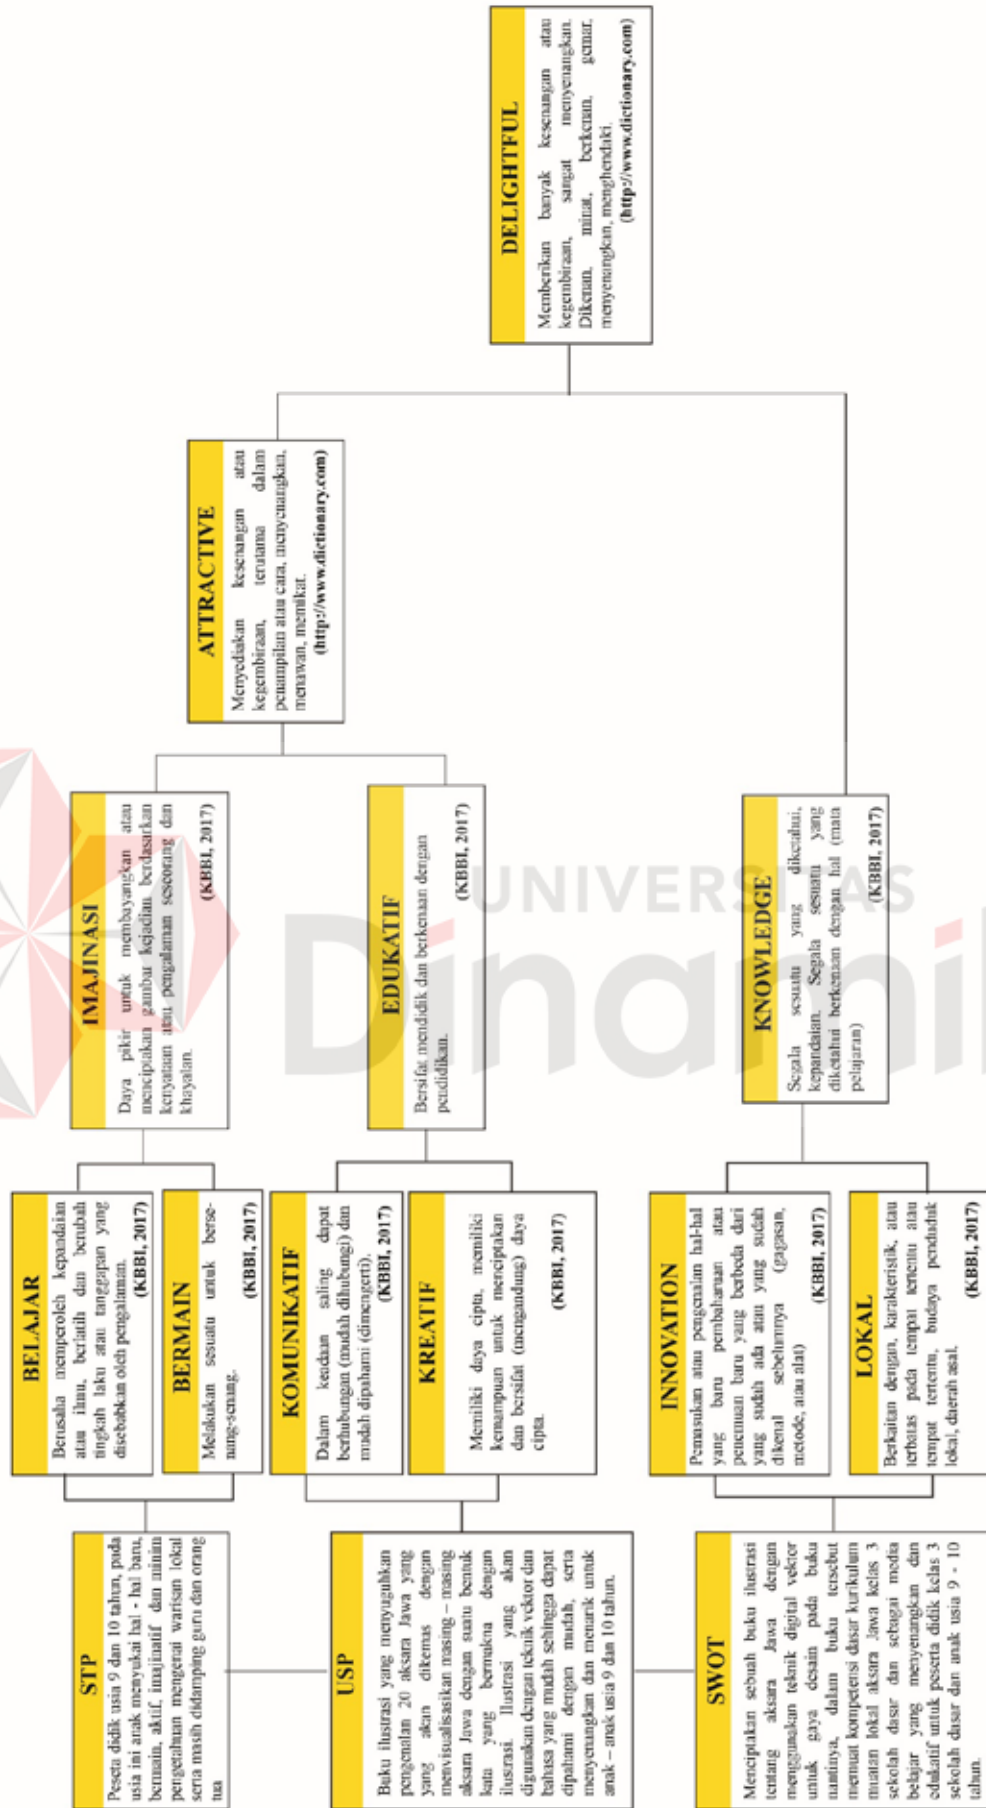 STP
Peserta didik usia 9 dan 10 tahun, pada
usia ini anak menyukai hal - hal baru,
bermain, aktif, imajinatif dan minim
pengetahuan mengenai warisan lokal
serta masih didamping guru dan orang
tua
USP
Buku ilustrasi yang menyuguhkan
pengenalan 20 aksara Jawa yang
yang akan dikemas dengan
menvisualisasikan masing – masing
aksara Jawa dengan suatu bentuk
kata yang bermakna dengan
ilustrasi. Ilustrasi yang akan
digunakan dengan teknik vektor dan
bahasa yang mudah sehingga dapat
dipahami dengan mudah, serta
menyenangkan dan menarik untuk
anak – anak usia 9 dan 10 tahun.
SWOT
Menciptakan sebuah buku ilustrasi
tentang aksara Jawa dengan
menggunakan teknik digital vektor
untuk gaya desain pada buku
nantinya, dalam buku tersebut
memuat kompetensi dasar kurikulum
muatan lokal aksara Jawa kelas 3
sekolah dasar dan sebagai media
belajar yang menyenangkan dan
edukatif untuk peserta didik kelas 3
sekolah dasar dan anak usia 9 - 10
tahun.
BELAJAR
Berusaha memperoleh kepandaian
atau ilmu, berlatih dan berubah
tingkah laku atau tanggapan yang
disebabkan oleh pengalaman.
(KBBI, 2017)
BERMAIN
Melakukan sesuatu untuk berse-
nang-senang.
(KBBI, 2017)
KOMUNIKATIF
Dalam keadaan saling dapat
berhubungan (mudah dihubungi) dan
mudah dipahami (dimengerti).
(KBBI, 2017)
KREATIF
Memiliki daya cipta, memiliki
kemampuan untuk menciptakan
dan bersifat (mengandung) daya
cipta.
(KBBI, 2017)
INNOVATION
Pemasukan atau pengenalan hal-hal
yang baru pembaharuan atau
penemuan baru yang berbeda dari
yang sudah ada atau yang sudah
dikenal sebelumnya (gagasan,
metode, atau alat)
(KBBI, 2017)
LOKAL
Berkaitan dengan, karakteristik, atau
terbatas pada tempat tertentu atau
tempat tertentu, budaya penduduk
lokal, daerah asal.
(KBBI, 2017)
IMAJINASI
Daya pikir untuk membayangkan atau
menciptakan gambar kejadian berdasarkan
kenyataan atau pengalaman seseorang dan
khayalan.
(KBBI, 2017)
EDUKATIF
Bersifat mendidik dan berkenaan dengan
pendidikan.
(KBBI, 2017)
KNOWLEDGE
Segala sesuatu yang diketahui,
kepandaian. Segala sesuatu yang
diketahui berkenaan dengan hal (mata
pelajaran)
(KBBI, 2017)
ATTRACTIVE
Menyediakan kesenangan atau
kegembiraan, terutama dalam
penampilan atau cara, menyenangkan,
menawan, memikat.
(http://www.dictionary.com)
DELIGHTFUL
Memberikan banyak kesenangan atau
kegembiraan, sangat menyenangkan.
Dikenan, minat, berkenan, gemar,
menyenangkan, menghendaki.
(http://www.dictionary.com)
UNIVERSITAS
Dinami